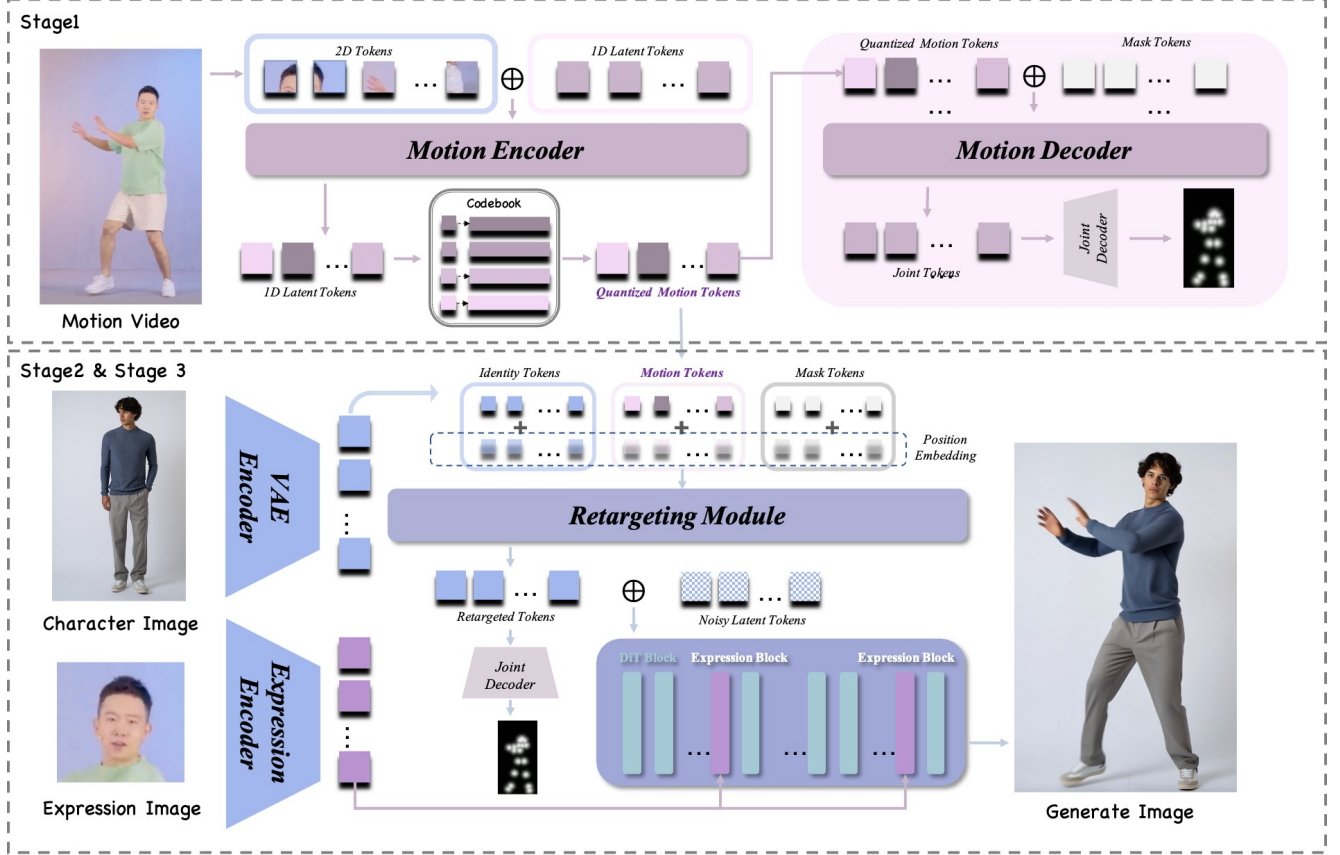 Stage1
2D Tokens
1D Latent Tokens
Quantized Motion Tokens
Mask Tokens
Motion Encoder
Motion Decoder
Codebook
1D Latent Tokens
Quantized Motion Tokens
Joint Tokens
Joint
Decoder
Motion Video
Stage2 & Stage 3
Identity Tokens
Motion Tokens
Mask Tokens
Position
Embedding
VAE
Encoder
Retargeting Module
Character Image
Retargeted Tokens
Noisy Latent Tokens
Joint
Decoder
DiT Block
Expression Block
Expression Block
Expression
Encoder
Expression Image
Generate Image